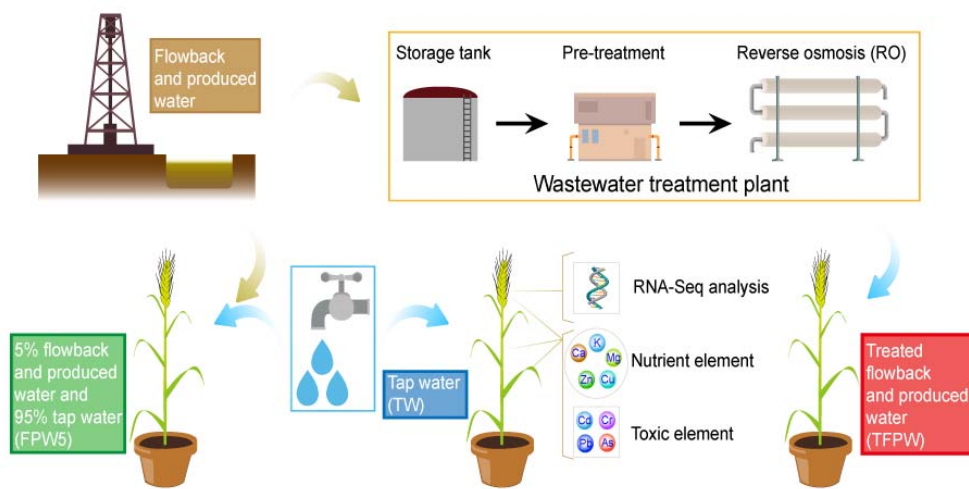 Flowback
and produced
water
Storage tank
Pre-treatment
Reverse osmosis (RO)
Wastewater treatment plant
5% flowback
and produced
water and
95% tap water
(FPW5)
Tap water
(TW)
RNA-Seq analysis
K
Ca
Mg
Zn
Cu
Nutrient element
Cd
Cr
Pb
As
Toxic element
Treated
flowback
and produced
water
(TFPW)